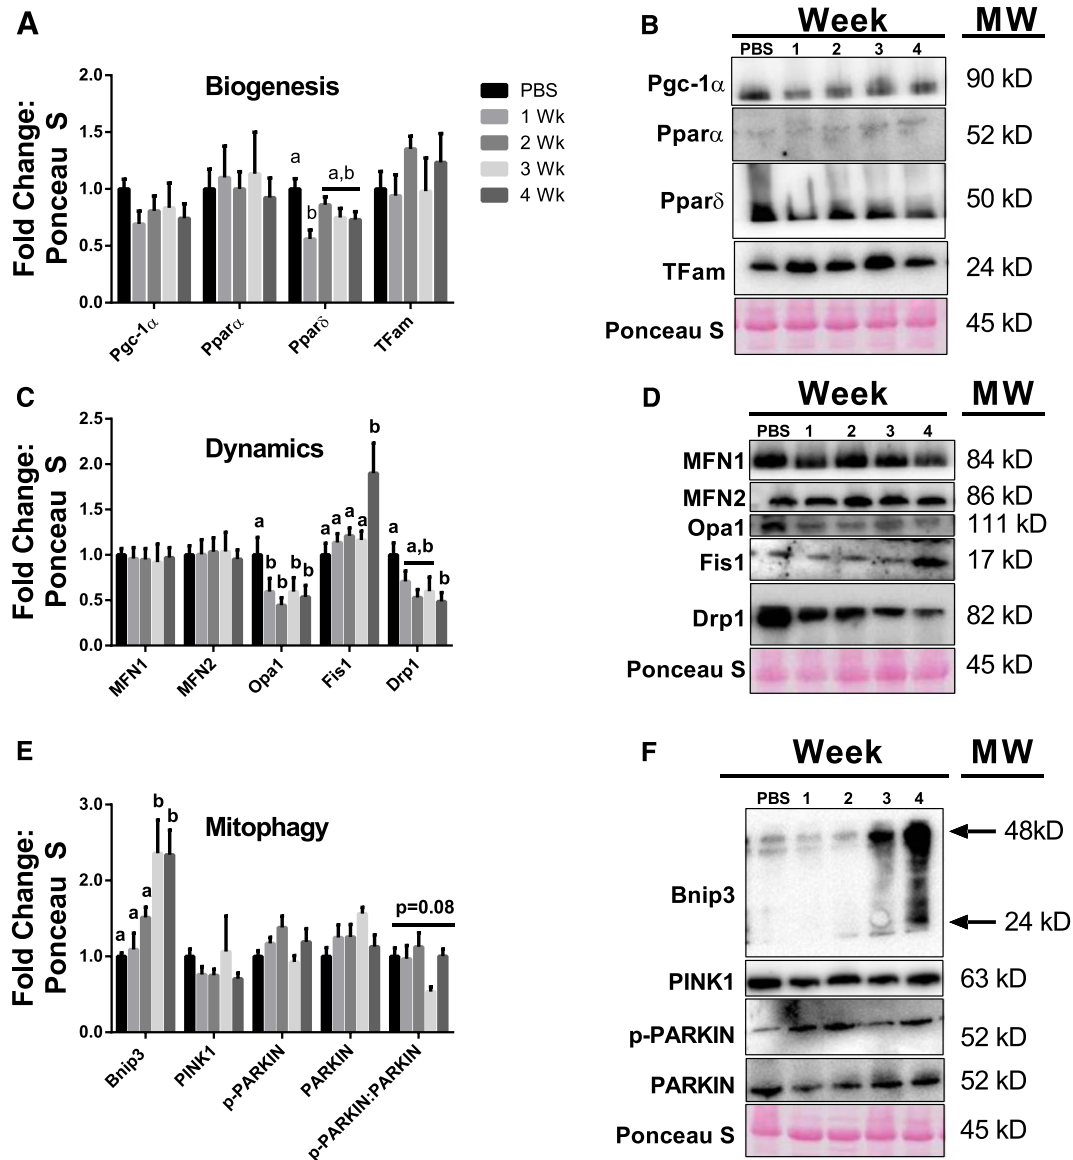 A
Biogenesis
Fold Change:
Ponceau S
2.0
1.5
1.0
0.5
0.0
a
b
a,b
Pgc-1α
Pparα
Pparδ
TFam
PBS
1 Wk
2 Wk
3 Wk
4 Wk
B
Week
MW
PBS 1 2 3 4
Pgc-1α 90 kD
Pparα 52 kD
Pparδ 50 kD
TFam 24 kD
Ponceau S 45 kD
C
Dynamics
Fold Change:
Ponceau S
2.5
2.0
1.5
1.0
0.5
0.0
a
b
b
b
b
a
a
a
a
b
a
a,b
b
MFN1
MFN2
Opa1
Fis1
Drp1
D
Week
MW
PBS 1 2 3 4
MFN1 84 kD
MFN2 86 kD
Opa1 111 kD
Fis1 17 kD
Drp1 82 kD
Ponceau S 45 kD
E
Mitophagy
Fold Change:
Ponceau S
3.0
2.0
1.0
0.0
a
a
a
b
b
p=0.08
Bnip3
PINK1
p-PARKIN
PARKIN
p-PARKIN:PARKIN
F
Week
MW
PBS 1 2 3 4
48kD
Bnip3
24 kD
PINK1 63 kD
p-PARKIN 52 kD
PARKIN 52 kD
Ponceau S 45 kD